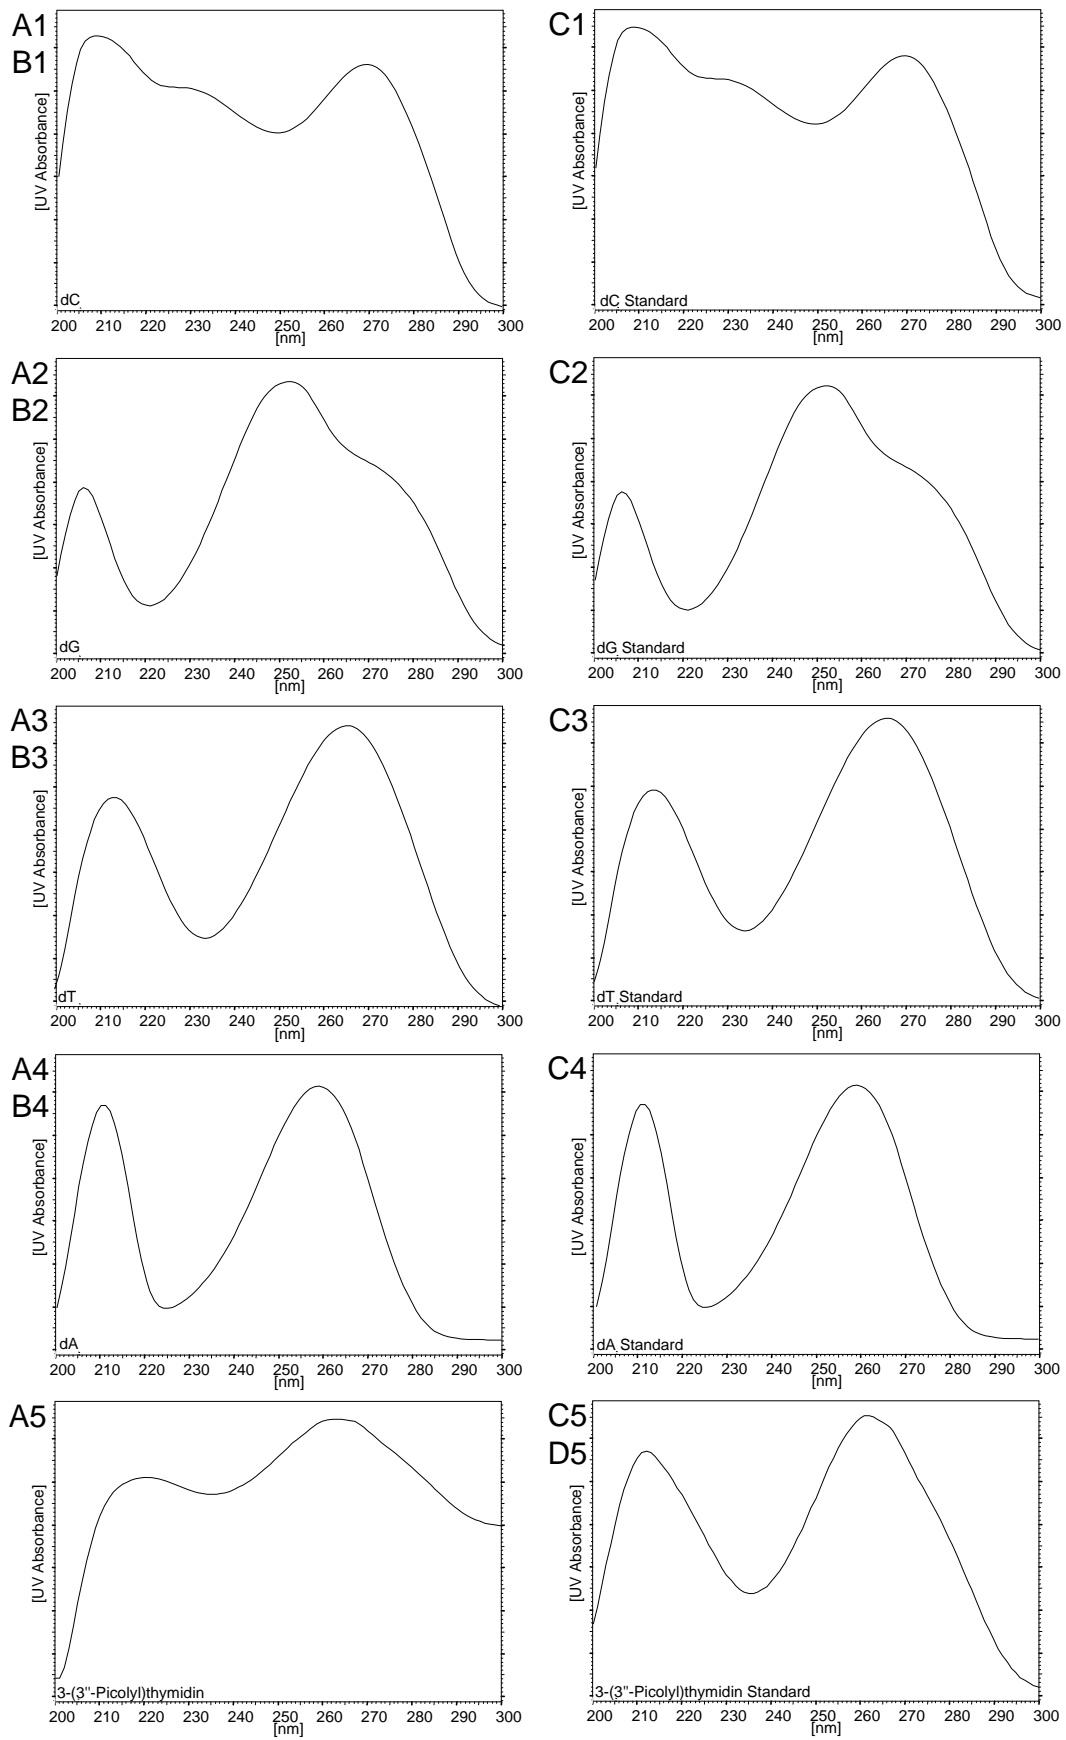 A1
B1
[UV Absorbance]
dC
200 210 220 230 240 250 260 270 280 290 300
[nm]
C1
[UV Absorbance]
dC Standard
200 210 220 230 240 250 260 270 280 290 300
[nm]
A2
B2
[UV Absorbance]
dG
200 210 220 230 240 250 260 270 280 290 300
[nm]
C2
[UV Absorbance]
dG Standard
200 210 220 230 240 250 260 270 280 290 300
[nm]
A3
B3
[UV Absorbance]
dT
200 210 220 230 240 250 260 270 280 290 300
[nm]
C3
[UV Absorbance]
dT Standard
200 210 220 230 240 250 260 270 280 290 300
[nm]
A4
B4
[UV Absorbance]
dA
200 210 220 230 240 250 260 270 280 290 300
[nm]
C4
[UV Absorbance]
dA Standard
200 210 220 230 240 250 260 270 280 290 300
[nm]
A5
[UV Absorbance]
3-(3"-Picolyl)thymidin
200 210 220 230 240 250 260 270 280 290 300
[nm]
C5
D5
[UV Absorbance]
3-(3"-Picolyl)thymidin Standard
200 210 220 230 240 250 260 270 280 290 300
[nm]